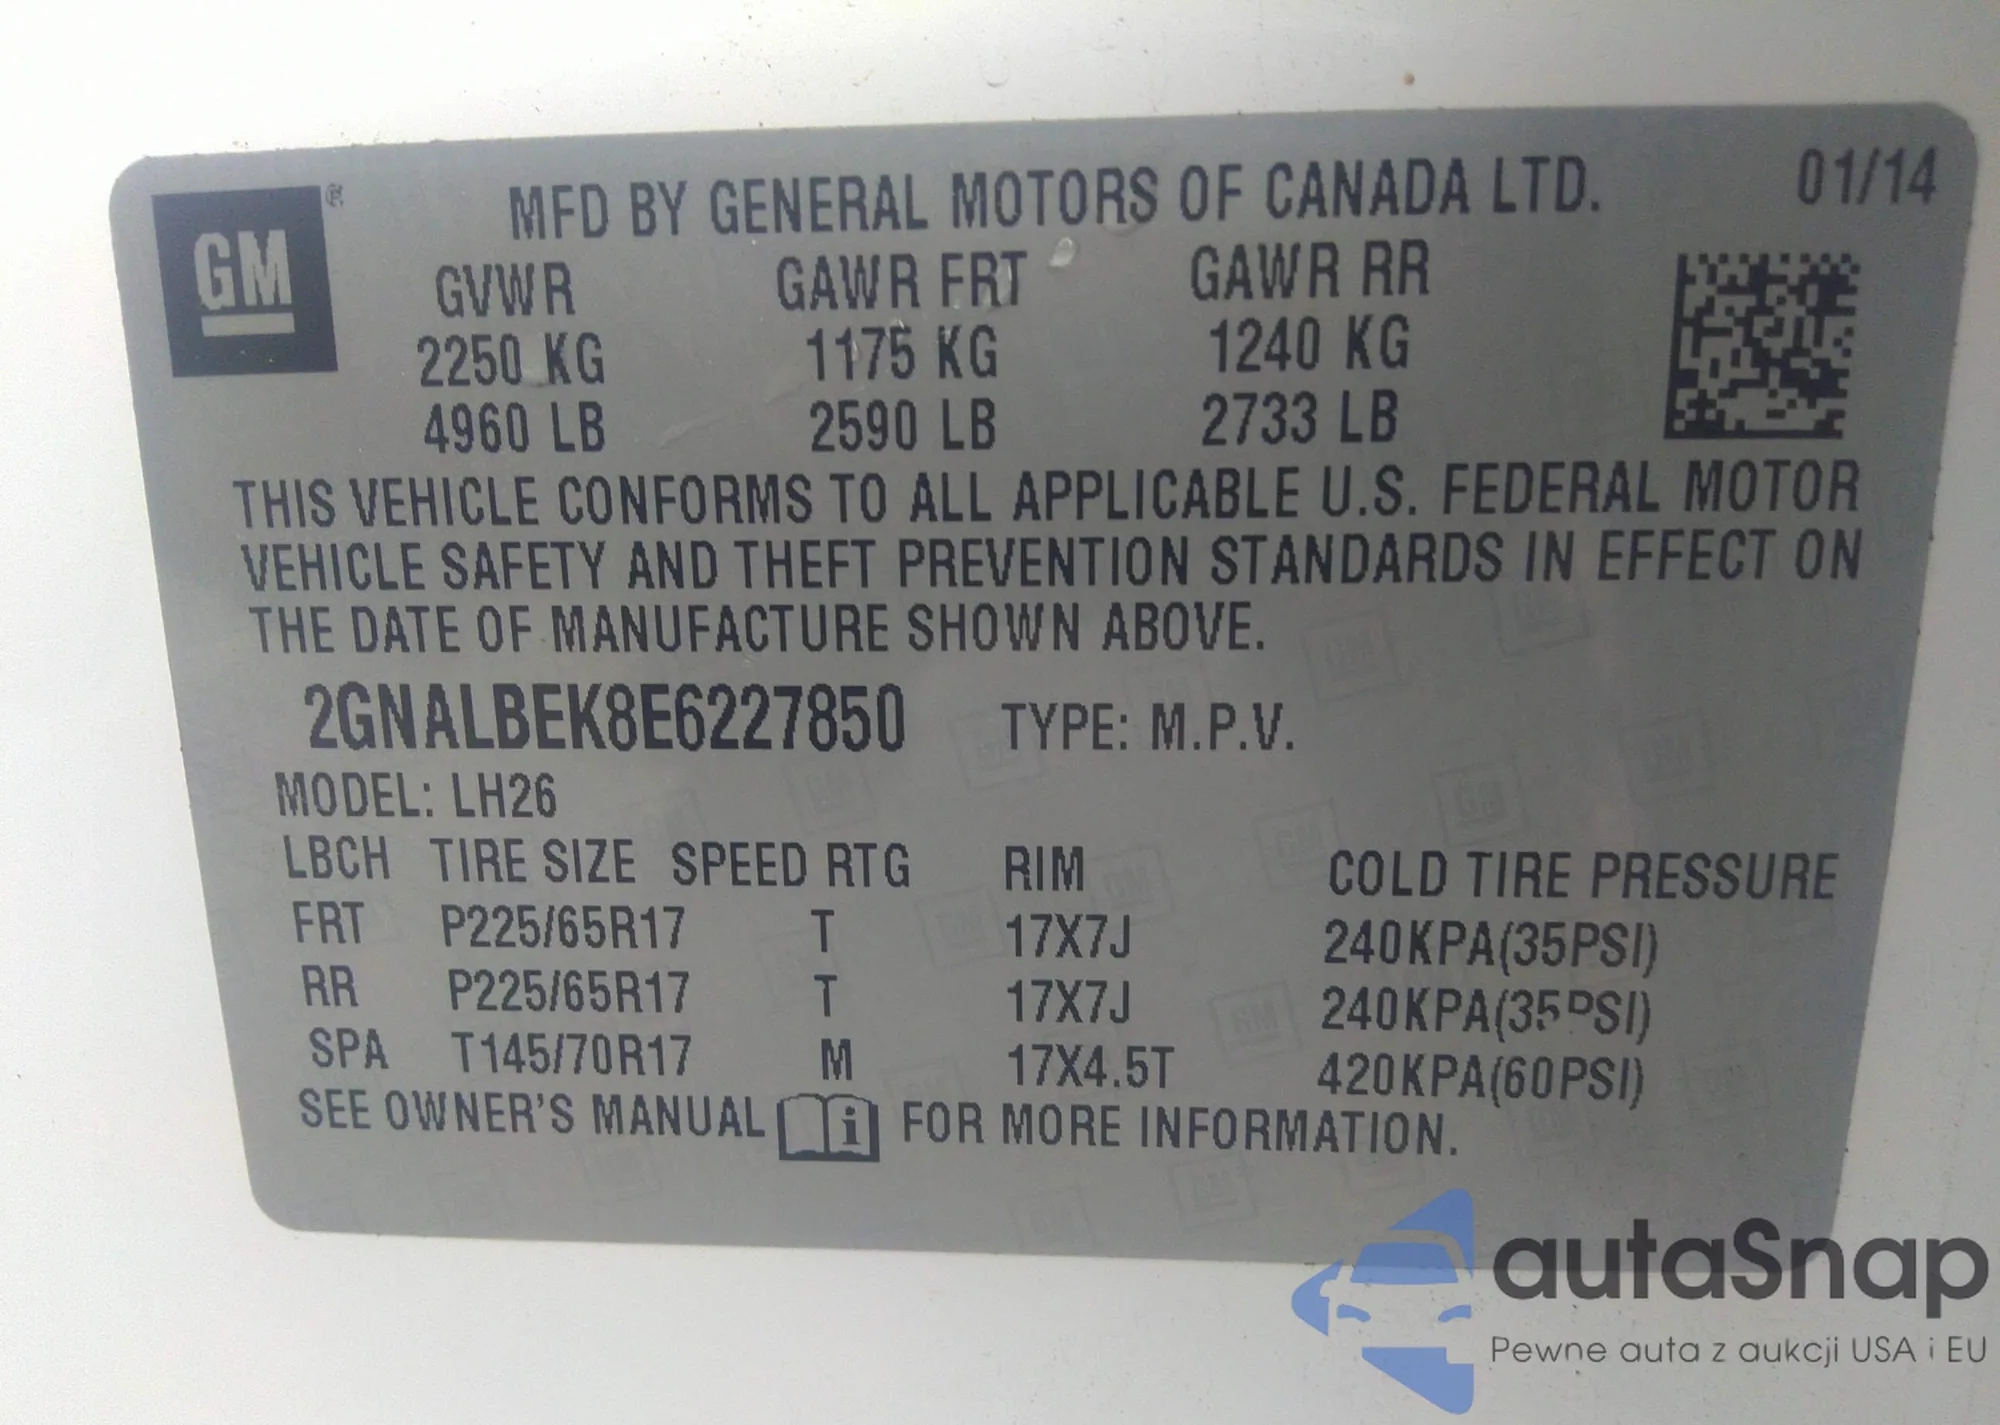 GM ®
MFD BY GENERAL MOTORS OF CANADA LTD. 01/14
GVWR GAWR FRT GAWR RR
2250 KG 1175 KG 1240 KG
4960 LB 2590 LB 2733 LB
THIS VEHICLE CONFORMS TO ALL APPLICABLE U.S. FEDERAL MOTOR
VEHICLE SAFETY AND THEFT PREVENTION STANDARDS IN EFFECT ON
THE DATE OF MANUFACTURE SHOWN ABOVE.
2GNALBEK8E6227850 TYPE: M.P.V.
MODEL: LH26
LBCH TIRE SIZE SPEED RTG RIM COLD TIRE PRESSURE
FRT P225/65R17 T 17X7J 240KPA(35PSI)
RR P225/65R17 T 17X7J 240KPA(35PSI)
SPA T145/70R17 M 17X4.5T 420KPA(60PSI)
SEE OWNER'S MANUAL i FOR MORE INFORMATION.
autaSnap
Pewne auta z aukcji USA i EU